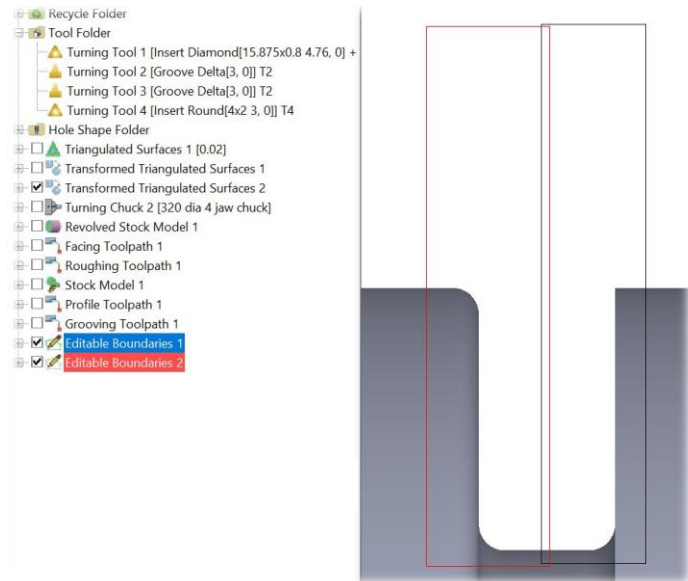 Recycle Folder
Tool Folder
Turning Tool 1 [Insert Diamond[15.875x0.8 4.76, 0] +
Turning Tool 2 [Groove Delta[3, 0]] T2
Turning Tool 3 [Groove Delta[3, 0]] T2
Turning Tool 4 [Insert Round[4x2 3, 0]] T4
Hole Shape Folder
Triangulated Surfaces 1 [0.02]
Transformed Triangulated Surfaces 1
Transformed Triangulated Surfaces 2
Turning Chuck 2 [320 dia 4 jaw chuck]
Revolved Stock Model 1
Facing Toolpath 1
Roughing Toolpath 1
Stock Model 1
Profile Toolpath 1
Grooving Toolpath 1
Editable Boundaries 1
Editable Boundaries 2